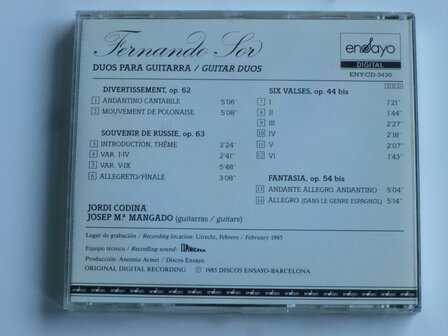 Fernando Sor
DUOS PARA GUITARRA / GUITAR DUOS
ensayo
DIGITAL
ENY-CD-3430
DDD
DIVERTISSEMENT, op. 62
1 ANDANTINO CANTABILE 5'06"
2 MOUVEMENT DE POLONAISE 5'08"
SOUVENIR DE RUSSIE, op. 63
3 INTRODUCTION, THÈME 2'24"
4 VAR. I-IV 2'41"
5 VAR. V-IX 5'48"
6 ALLEGRETO/FINALE 3'08"
JORDI CODINA
JOSEP M.ª MANGADO (guitarras / guitars)
SIX VALSES, op. 44 bis
7 I 1'21"
8 II 1'44"
9 III 2'27"
10 IV 2'18"
11 V 2'07"
12 VI 1'43"
FANTASIA, op. 54 bis
13 ANDANTE ALLEGRO. ANDANTINO 5'04"
14 ALLEGRO (DANS LE GENRE ESPAGNOL) 5'14"
Lugar de grabación / Recording location: Utrecht, Febrero / February 1985
Equipo técnico / Recording sound:
Producción: Antonio Armet / Discos Ensayo
ORIGINAL DIGITAL RECORDING Ⓟ 1985 DISCOS ENSAYO-BARCELONA